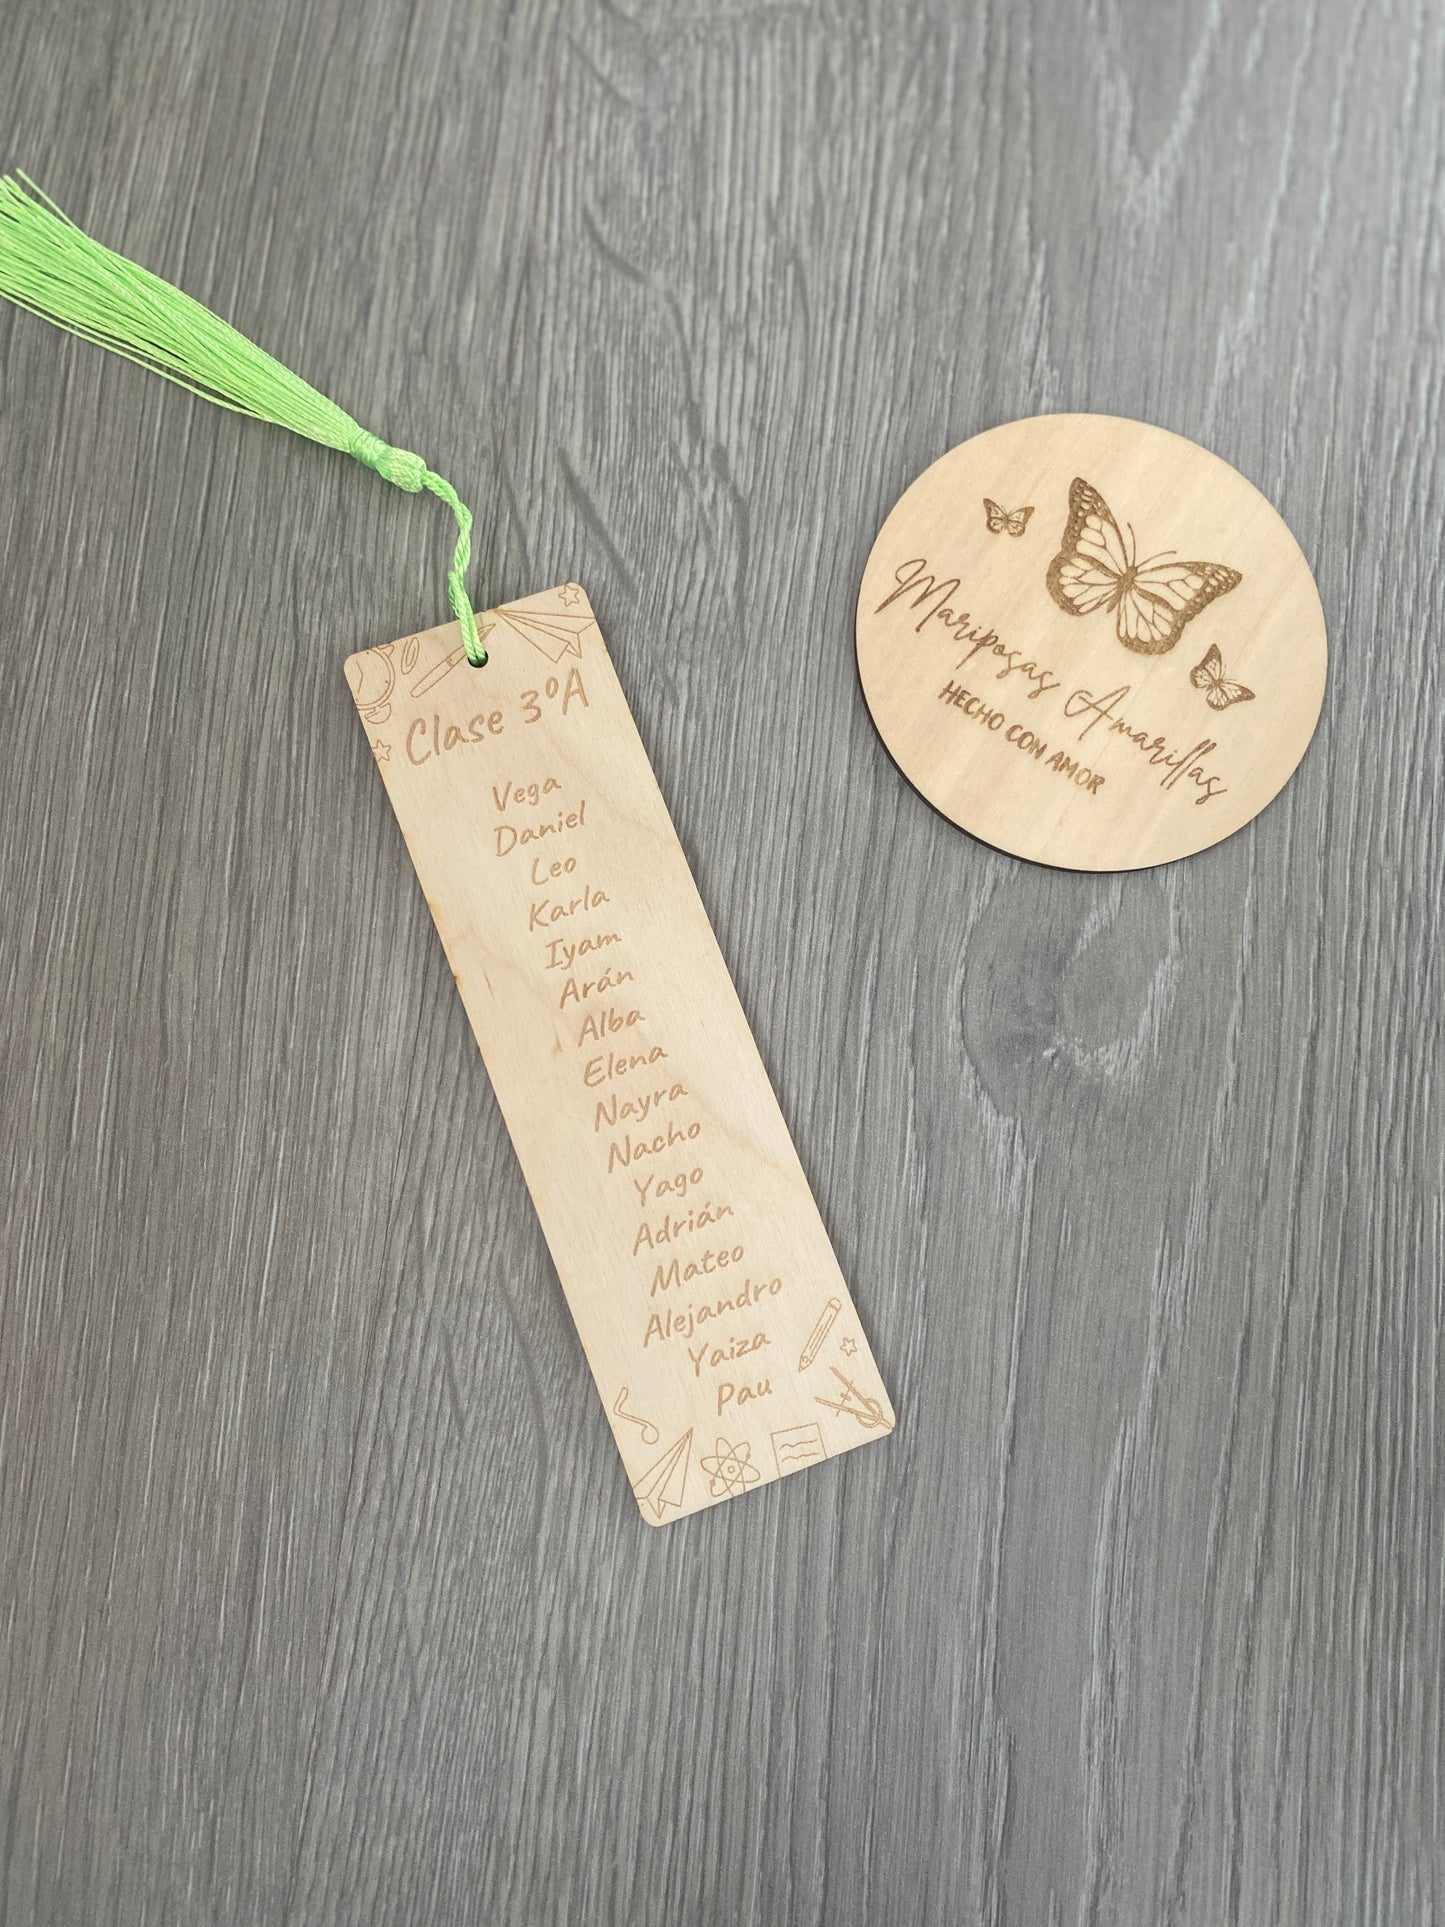 Clase 3ºA
Vega
Daniel
Leo
Karla
Iyam
Arán
Alba
Elena
Nayra
Nacho
Yago
Adrián
Mateo
Alejandro
Yaiza
Pau
Mariposas Amarillas
HECHO CON AMOR